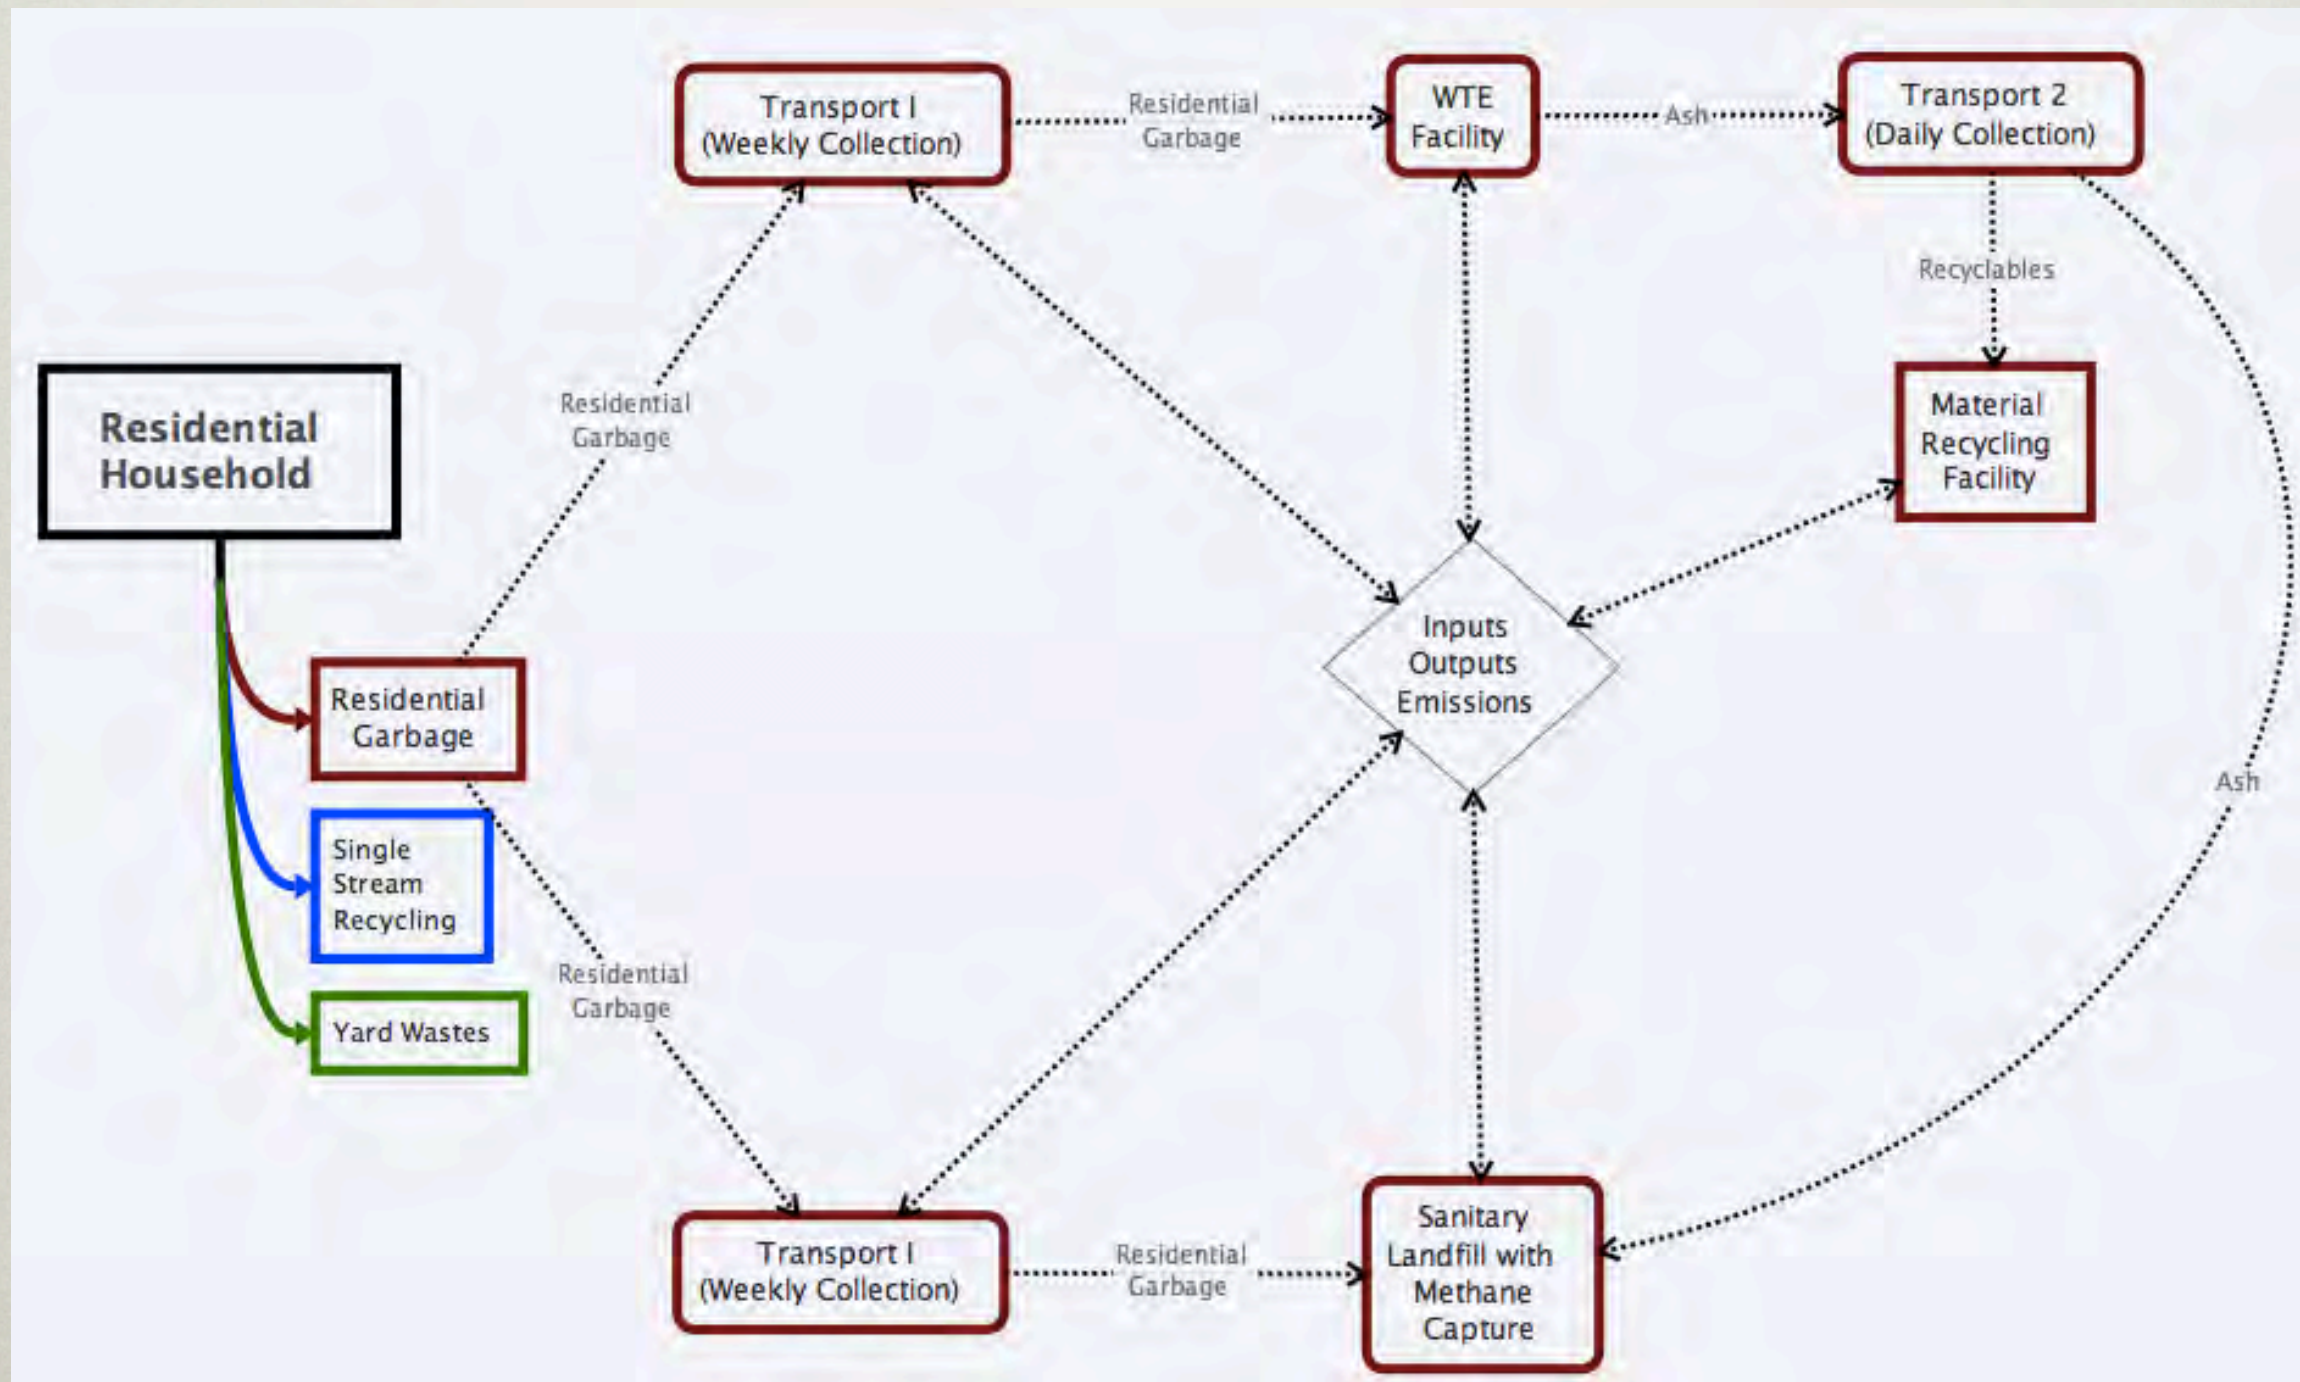 Transport I
(Weekly Collection)
Residential
Garbage
WTE
Facility
Ash
Transport 2
(Daily Collection)
Recyclables
Material
Recycling
Facility
Residential
Household
Residential
Garbage
Residential
Garbage
Single
Stream
Recycling
Yard Wastes
Inputs
Outputs
Emissions
Ash
Residential
Garbage
Transport I
(Weekly Collection)
Residential
Garbage
Sanitary
Landfill with
Methane
Capture